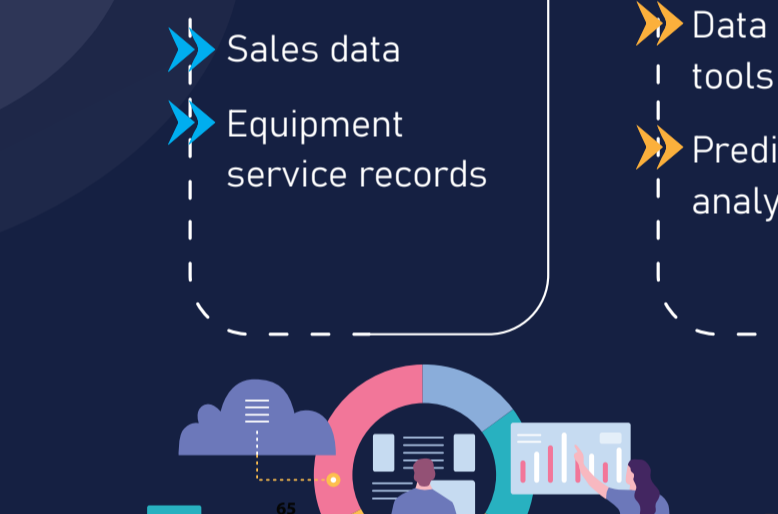 Sales data
Equipment
service records
Data
tools
Predi
analy
65